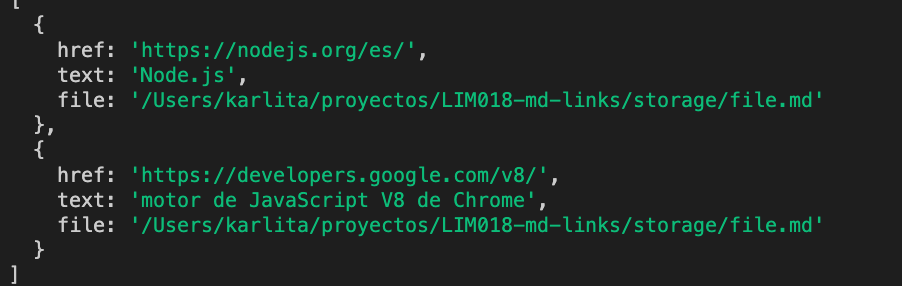 [
{
href: 'https://nodejs.org/es/',
text: 'Node.js',
file: '/Users/karlita/proyectos/LIM018-md-links/storage/file.md'
},
{
href: 'https://developers.google.com/v8/',
text: 'motor de JavaScript V8 de Chrome',
file: '/Users/karlita/proyectos/LIM018-md-links/storage/file.md'
}
]